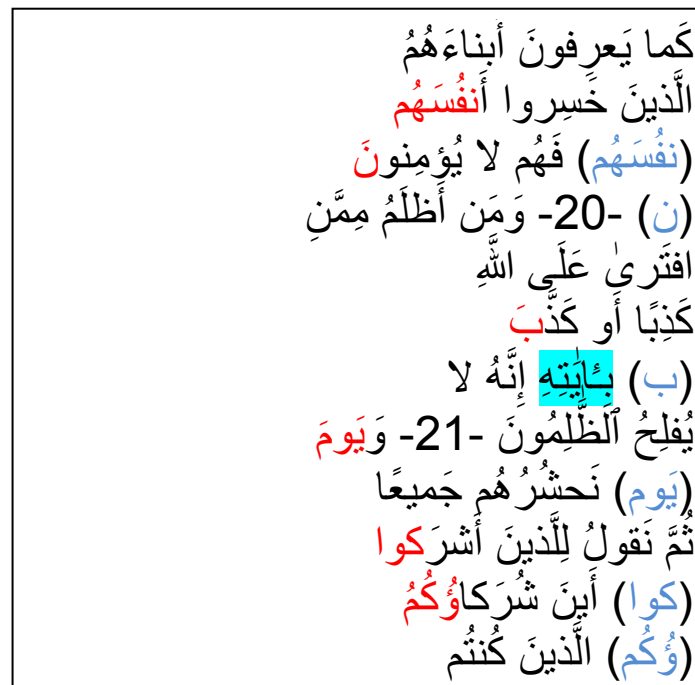 كَما يَعرِفونَ أَبناءَهُمُ
الَّذينَ خَسِروا أَنفُسَهُم
(نفُسَهُم) فَهُم لا يُؤمِنونَ
(ن) -20- وَمَن أَظلَمُ مِمَّنِ
افتَرىٰ عَلَى اللَّهِ
كَذِبًا أَو كَذَّبَ
(ب) بِـَٔايَٰتِهِ إِنَّهُ لا
يُفلِحُ ٱلظَّٰلِمُونَ -21- وَيَومَ
(يَوم) نَحشُرُهُم جَميعًا
ثُمَّ نَقولُ لِلَّذينَ أَشرَكوا
(كوا) أَينَ شُرَكاؤُكُمُ
(ؤُكُم) الَّذينَ كُنتُم